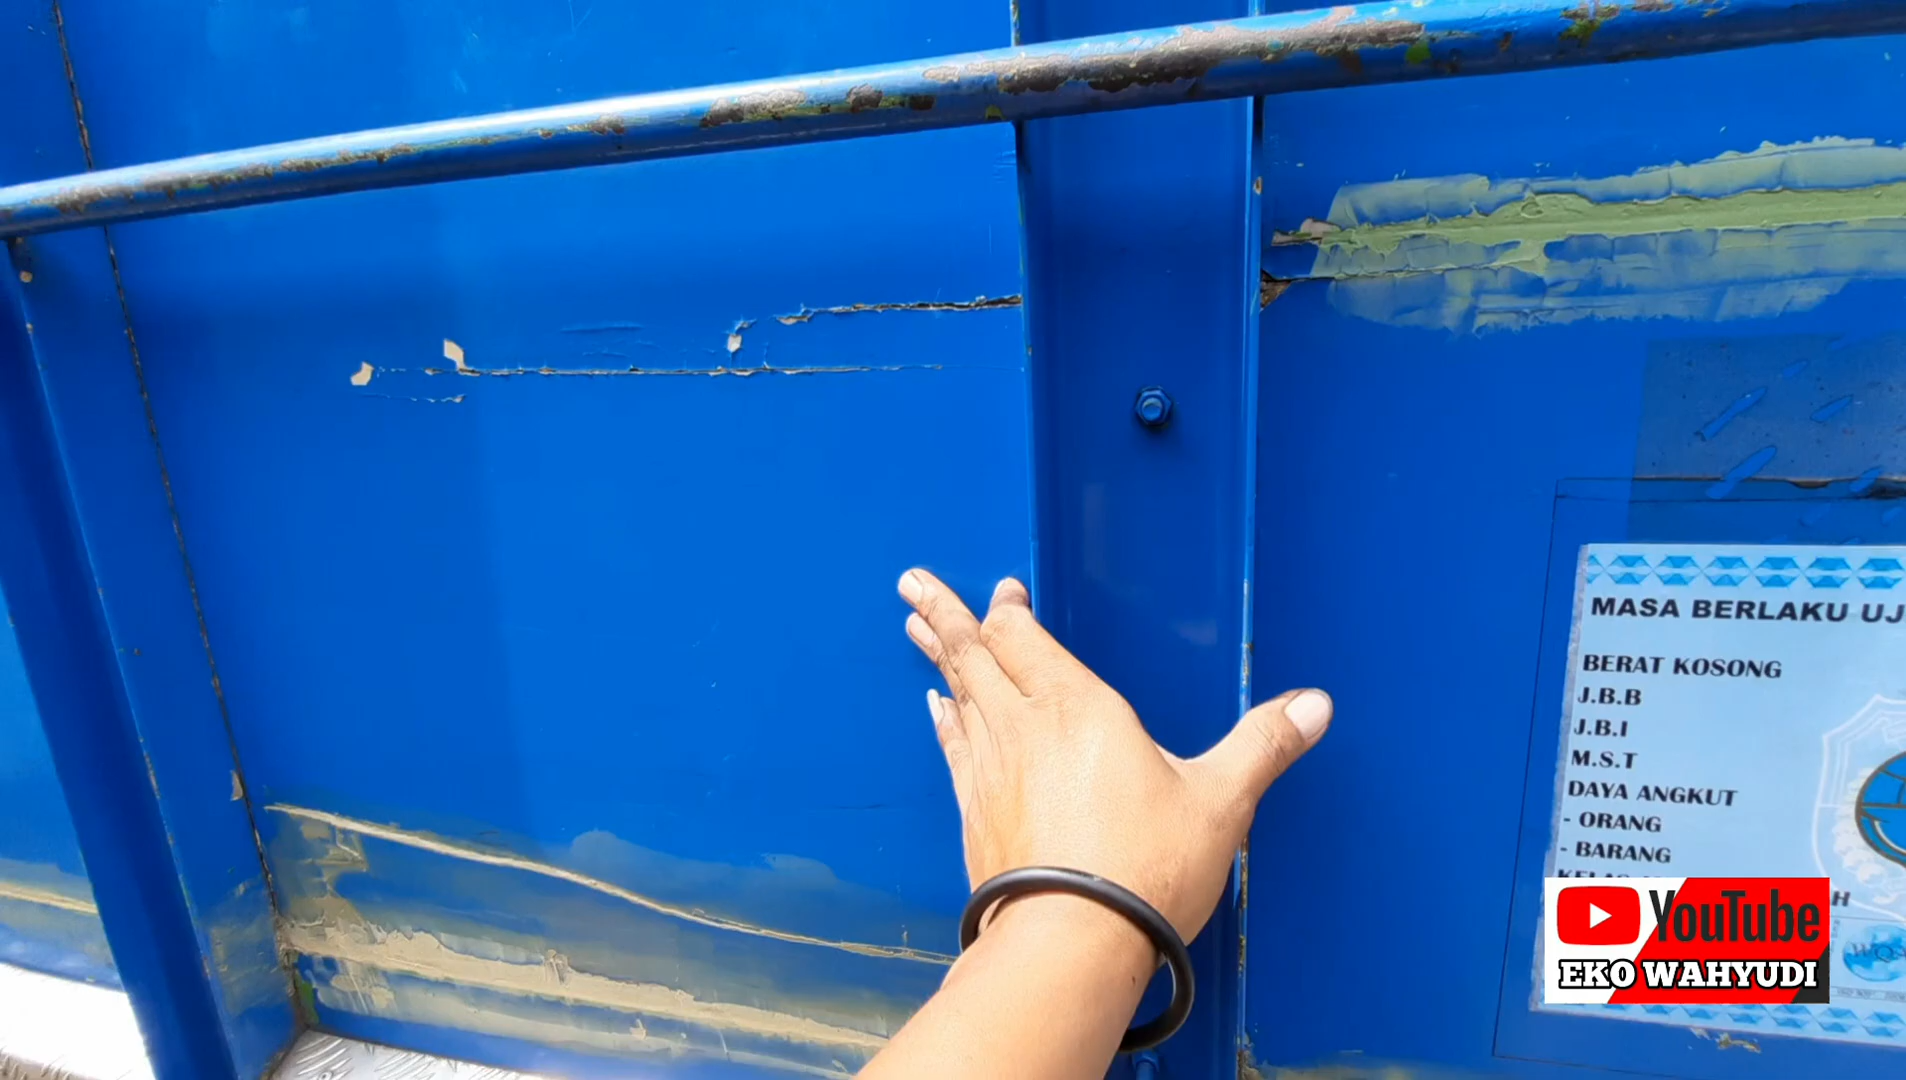 MASA BERLAKU UJ
BERAT KOSONG
J.B.B
J.B.I
M.S.T
DAYA ANGKUT
- ORANG
- BARANG
H
YouTube
EKO WAHYUDI